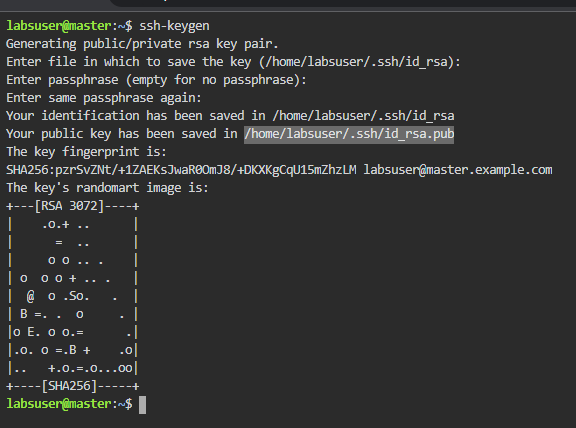 labsuser@master:~$ ssh-keygen
Generating public/private rsa key pair.
Enter file in which to save the key (/home/labsuser/.ssh/id_rsa):
Enter passphrase (empty for no passphrase):
Enter same passphrase again:
Your identification has been saved in /home/labsuser/.ssh/id_rsa
Your public key has been saved in /home/labsuser/.ssh/id_rsa.pub
The key fingerprint is:
SHA256:pzrSvZNt/+1ZAEKsJwaR0OmJ8/+DKXKgCqU15mZhzLM labsuser@master.example.com
The key's randomart image is:
+---[RSA 3072]----+
|    .o.+ ..      |
|      =  ..      |
|     o o .. .    |
| o  o o + .. .   |
|  @  o .So.   .  |
| B =. .  o     . |
|o E. o o.=      .|
|.o. o =.B +    .o|
|..   +.o.=.o...oo|
+----[SHA256]-----+
labsuser@master:~$